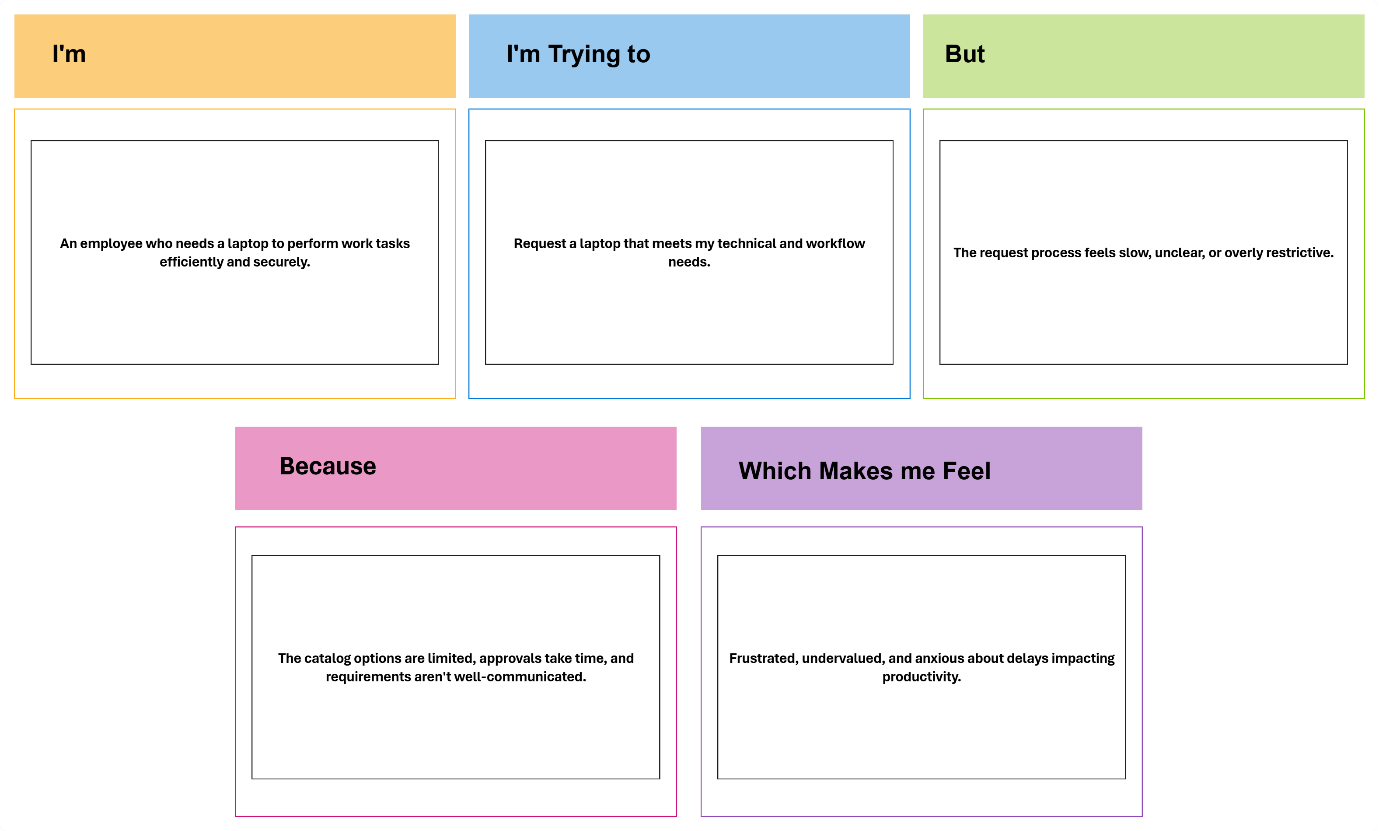 I'm
I'm Trying to
But
An employee who needs a laptop to perform work tasks
efficiently and securely.
Request a laptop that meets my technical and workflow
needs.
The request process feels slow, unclear, or overly restrictive.
Because
Which Makes me Feel
The catalog options are limited, approvals take time, and
requirements aren't well-communicated.
Frustrated, undervalued, and anxious about delays impacting
productivity.